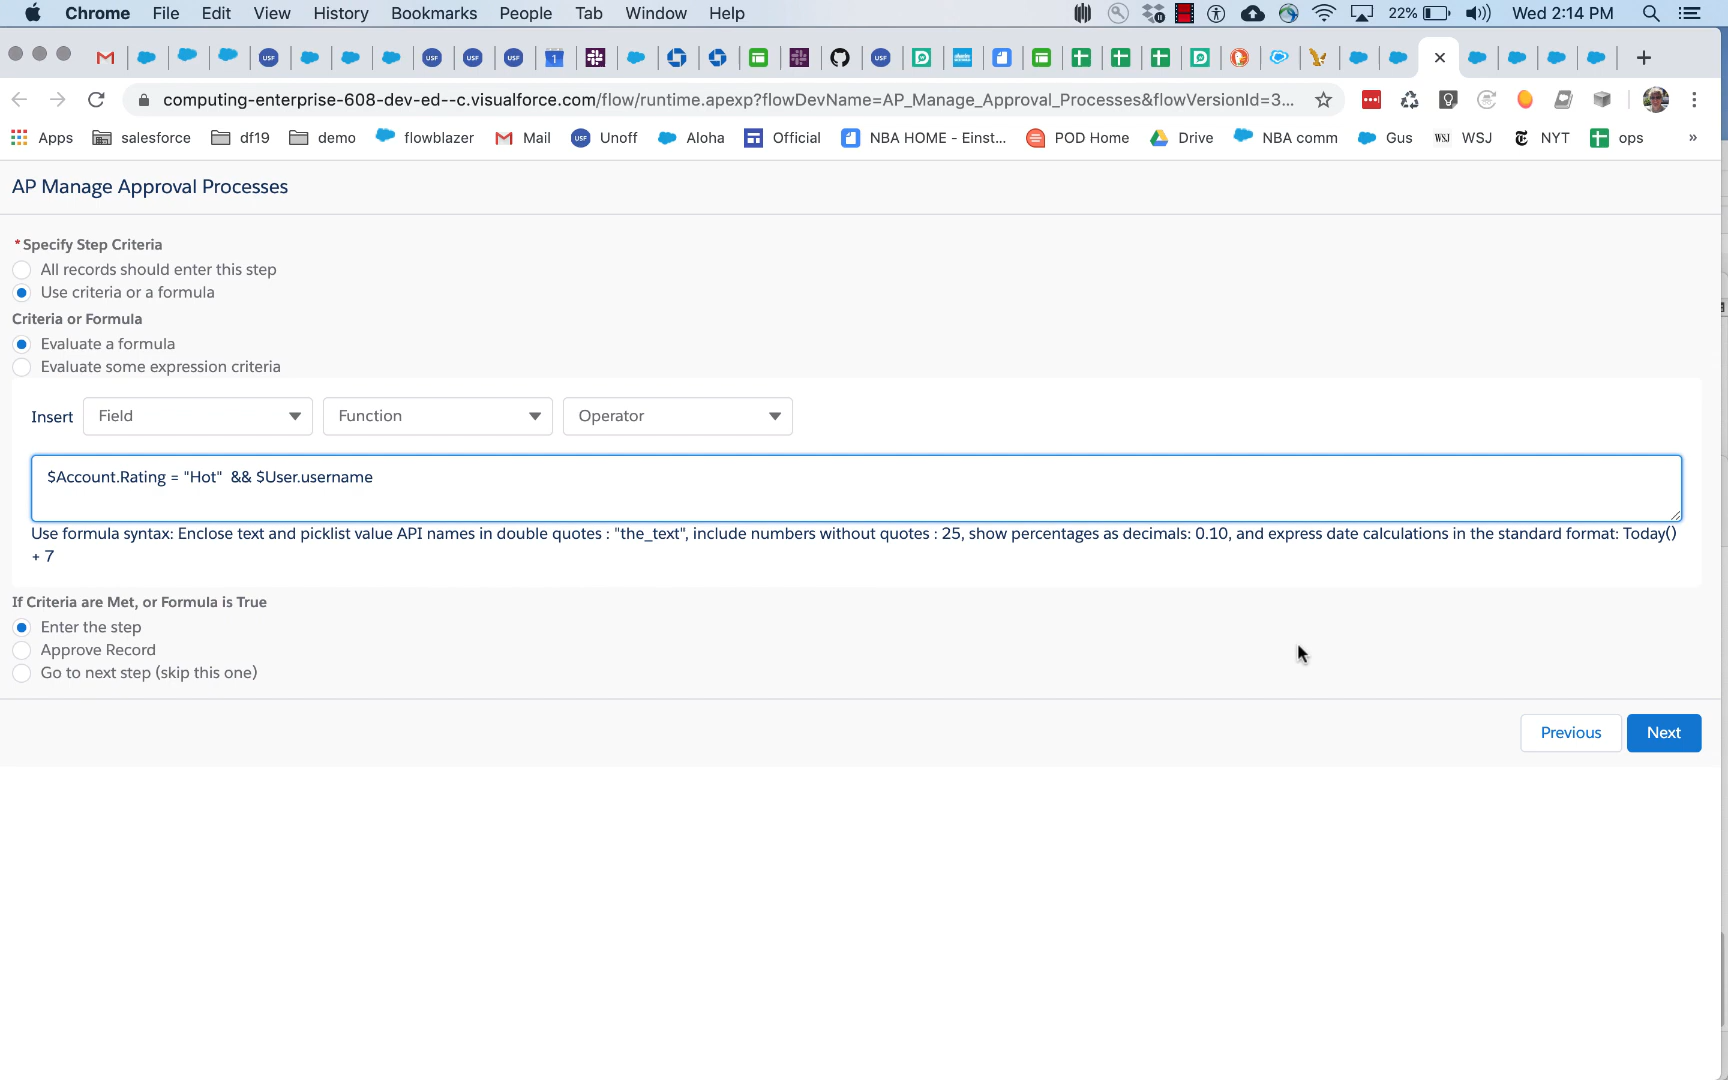 Chrome File Edit View History Bookmarks People Tab Window Help 22% Wed 2:14 PM
computing-enterprise-608-dev-ed--c.visualforce.com/flow/runtime.apexp?flowDevName=AP_Manage_Approval_Processes&flowVersionId=3...
Apps salesforce df19 demo flowblazer Mail Unoff Aloha Official NBA HOME - Einst... POD Home Drive NBA comm Gus WSJ WSJ NYT ops »
AP Manage Approval Processes
* Specify Step Criteria
All records should enter this step
Use criteria or a formula
Criteria or Formula
Evaluate a formula
Evaluate some expression criteria
Insert Field Function Operator
$Account.Rating = "Hot"  && $User.username
Use formula syntax: Enclose text and picklist value API names in double quotes : "the_text", include numbers without quotes : 25, show percentages as decimals: 0.10, and express date calculations in the standard format: Today()
+ 7
If Criteria are Met, or Formula is True
Enter the step
Approve Record
Go to next step (skip this one)
Previous Next